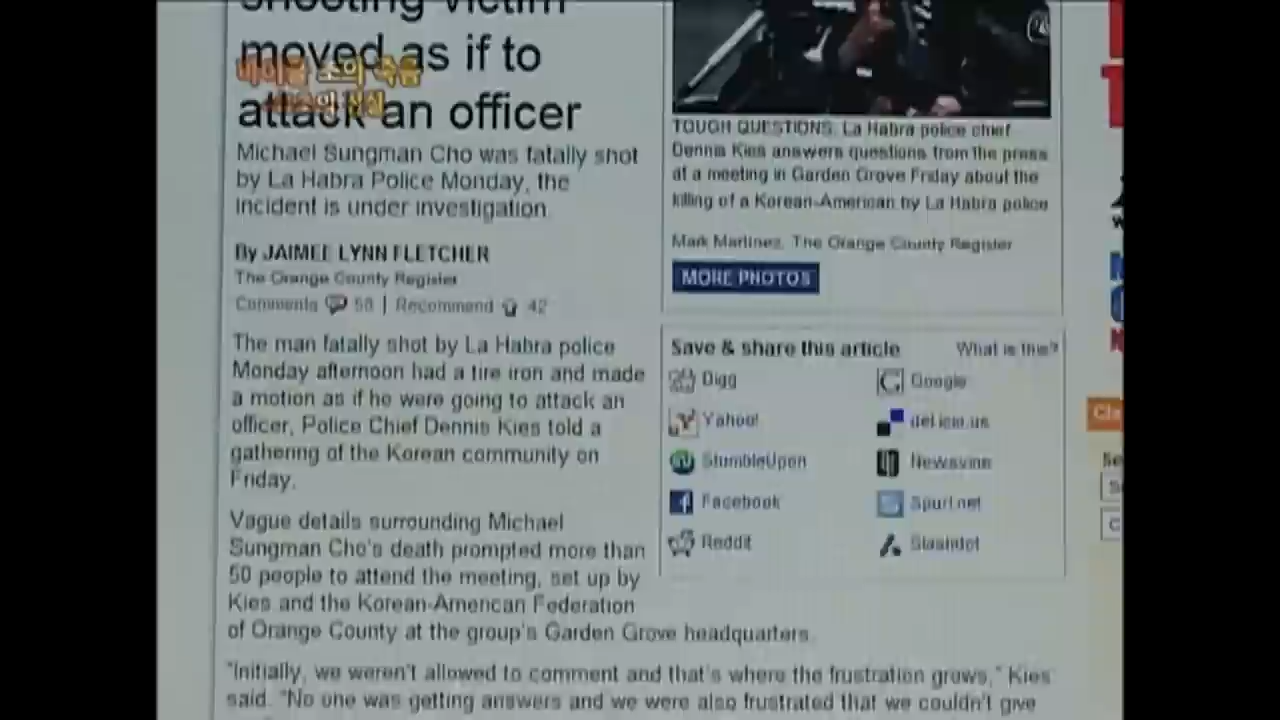 shooting victim
moved as if to
attack an officer
Michael Sungman Cho was fatally shot
by La Habra Police Monday, the
incident is under investigation.
By JAIMEE LYNN FLETCHER
The Orange County Register
Comments 58 | Recommend 42
The man fatally shot by La Habra police
Monday afternoon had a tire iron and made
a motion as if he were going to attack an
officer, Police Chief Dennis Kies told a
gathering of the Korean community on
Friday.
Vague details surrounding Michael
Sungman Cho's death prompted more than
50 people to attend the meeting, set up by
Kies and the Korean-American Federation
of Orange County at the group's Garden Grove headquarters.
"Initially, we weren't allowed to comment and that's where the frustration grows," Kies
said. "No one was getting answers and we were also frustrated that we couldn't give
TOUGH QUESTIONS: La Habra police chief
Dennis Kies answers questions from the press
at a meeting in Garden Grove Friday about the
killing of a Korean-American by La Habra police
Mark Martinez, The Orange County Register
MORE PHOTOS
Save & share this article What is this?
Digg Google
Yahoo! del.icio.us
StumbleUpon Newsvine
Facebook Spurl.net
Reddit Slashdot